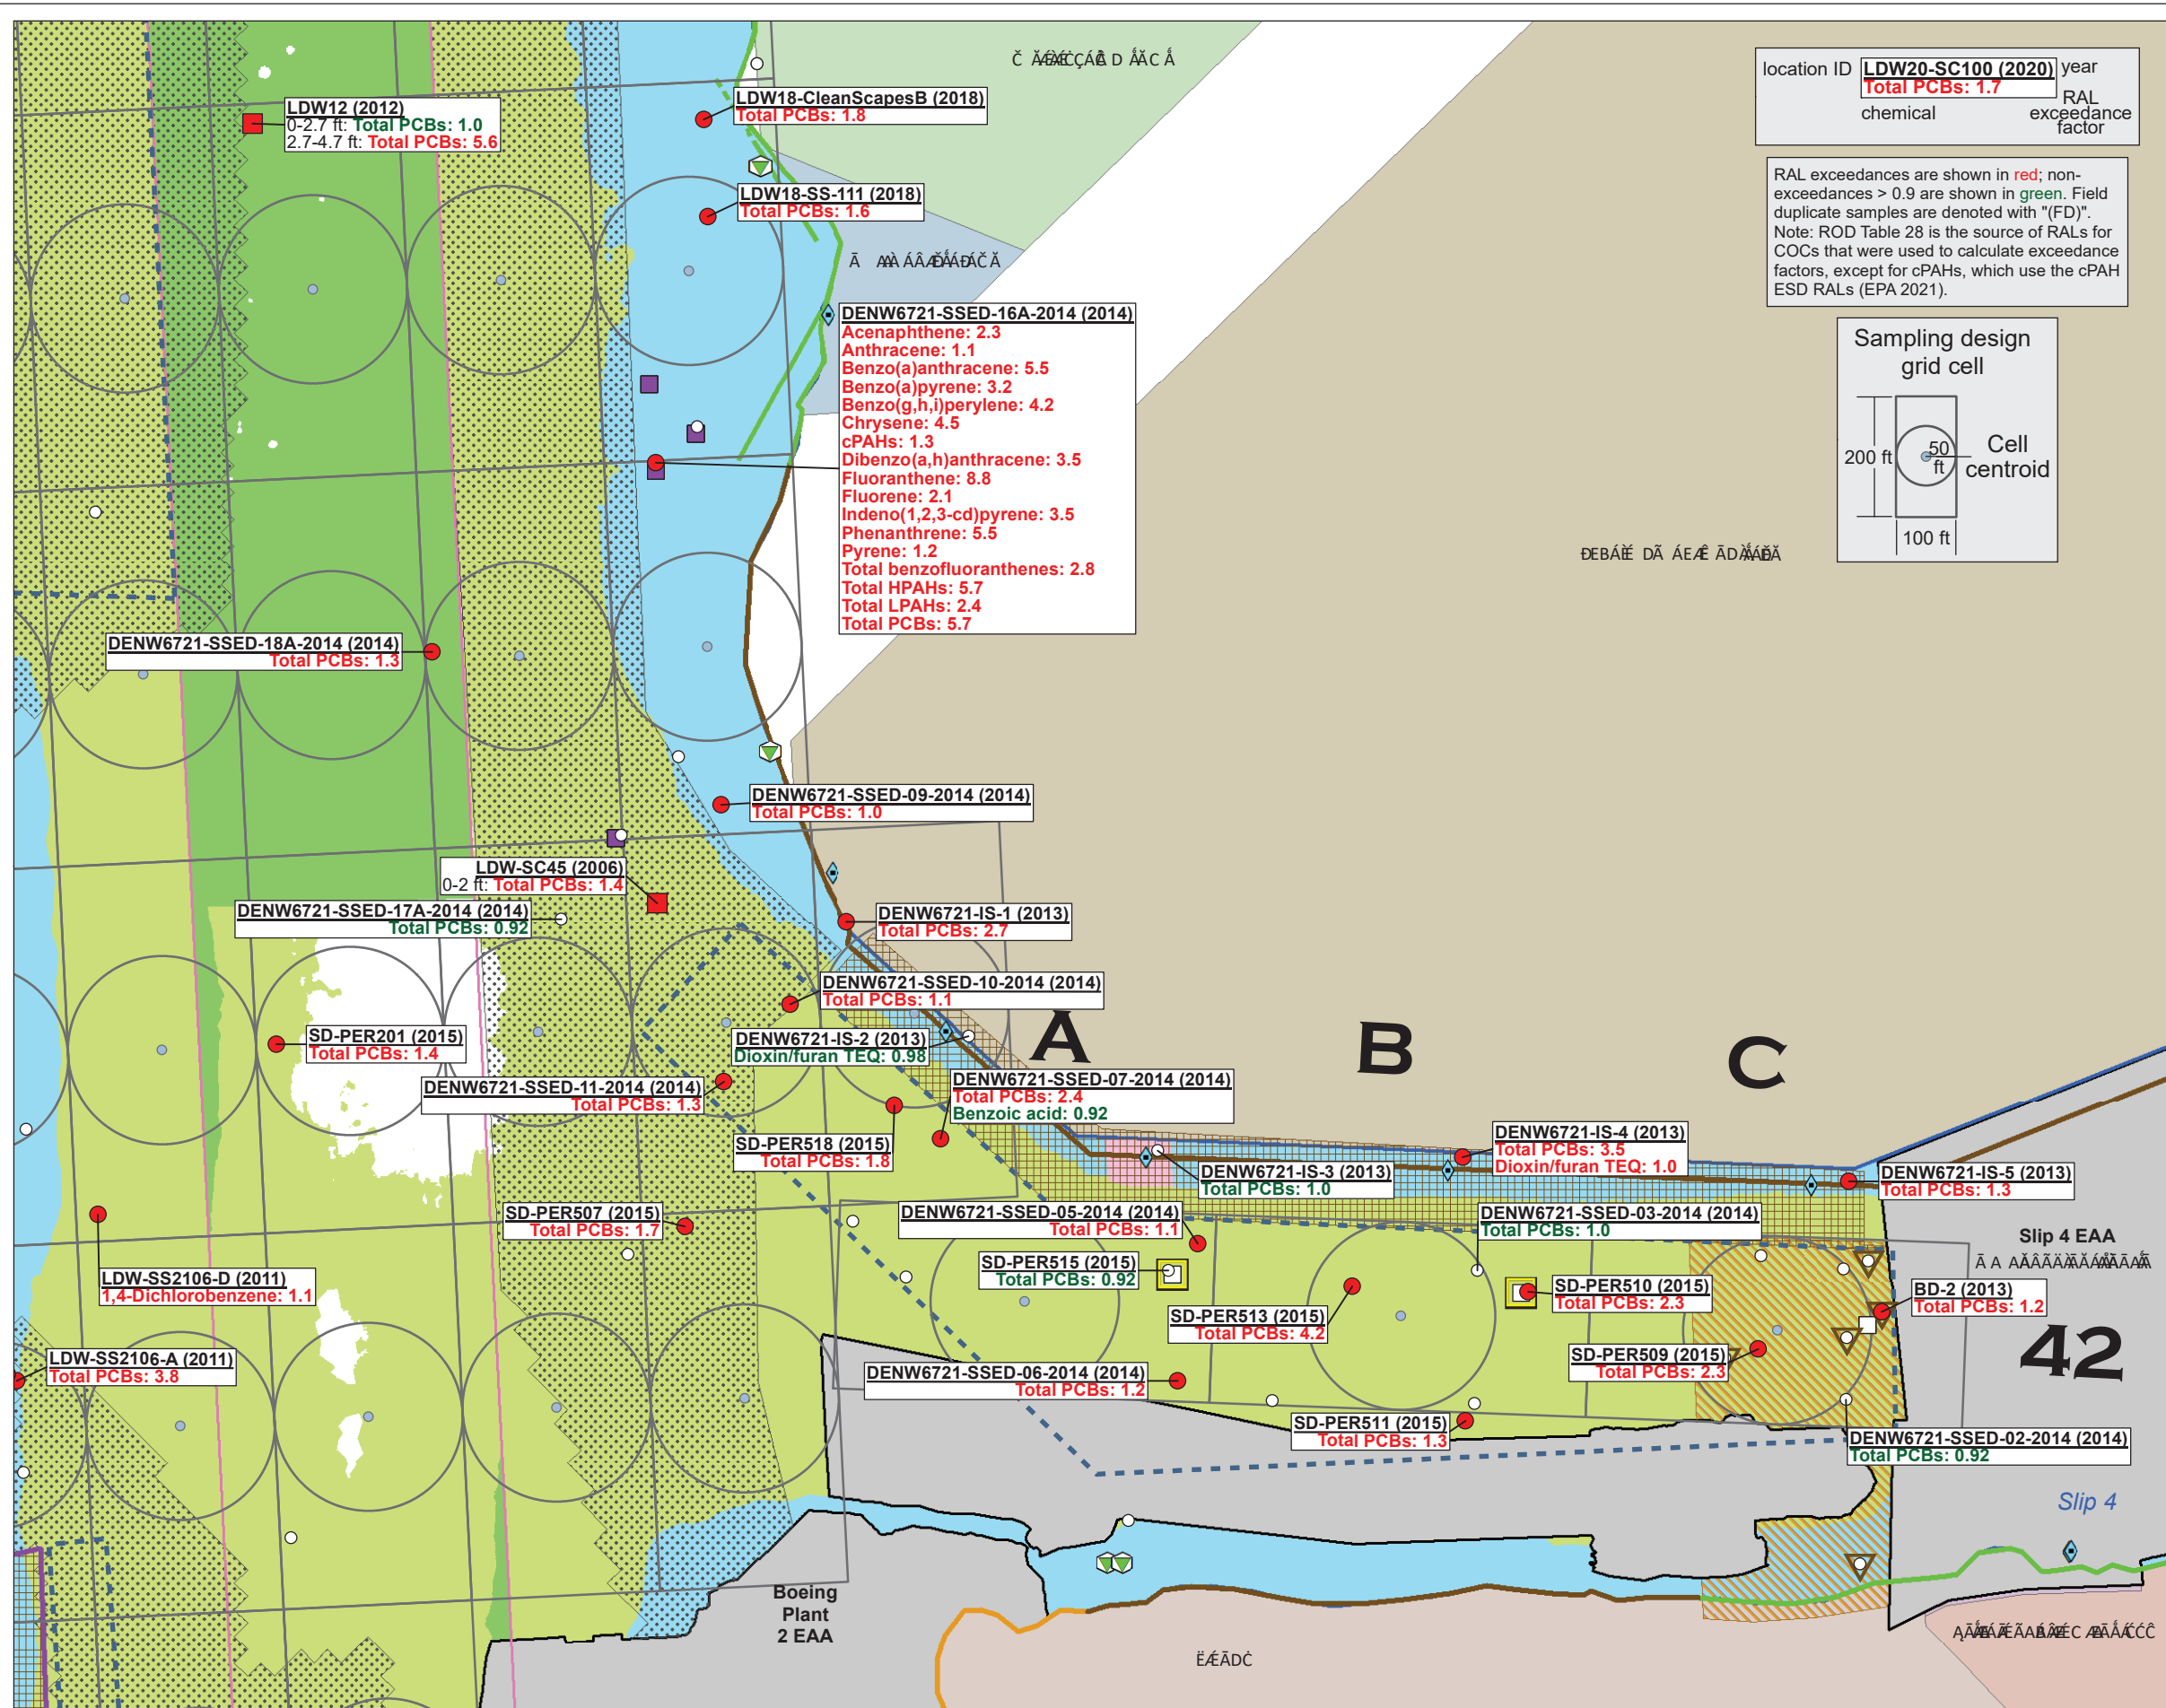 LDW12 (2012)
0-2.7 ft: Total PCBs: 1.0
2.7-4.7 ft: Total PCBs: 5.6
LDW18-CleanScapesB (2018)
Total PCBs: 1.8
LDW18-SS-111 (2018)
Total PCBs: 1.6
location ID
LDW20-SC100 (2020)
year
Total PCBs: 1.7
chemical
RAL
exceedance
factor
RAL exceedances are shown in red; non-
exceedances > 0.9 are shown in green. Field
duplicate samples are denoted with "(FD)".
Note: ROD Table 28 is the source of RALs for
COCs that were used to calculate exceedance
factors, except for cPAHs, which use the cPAH
ESD RALs (EPA 2021).
Sampling design
grid cell
200 ft
50
ft
Cell
centroid
100 ft
DENW6721-SSED-16A-2014 (2014)
Acenaphthene: 2.3
Anthracene: 1.1
Benzo(a)anthracene: 5.5
Benzo(a)pyrene: 3.2
Benzo(g,h,i)perylene: 4.2
Chrysene: 4.5
cPAHs: 1.3
Dibenzo(a,h)anthracene: 3.5
Fluoranthene: 8.8
Fluorene: 2.1
Indeno(1,2,3-cd)pyrene: 3.5
Phenanthrene: 5.5
Pyrene: 1.2
Total benzofluoranthenes: 2.8
Total HPAHs: 5.7
Total LPAHs: 2.4
Total PCBs: 5.7
DENW6721-SSED-18A-2014 (2014)
Total PCBs: 1.3
DENW6721-SSED-09-2014 (2014)
Total PCBs: 1.0
LDW-SC45 (2006)
0-2 ft: Total PCBs: 1.4
DENW6721-SSED-17A-2014 (2014)
Total PCBs: 0.92
DENW6721-IS-1 (2013)
Total PCBs: 2.7
DENW6721-SSED-10-2014 (2014)
Total PCBs: 1.1
SD-PER201 (2015)
Total PCBs: 1.4
DENW6721-IS-2 (2013)
Dioxin/furan TEQ: 0.98
A
B
C
DENW6721-SSED-11-2014 (2014)
Total PCBs: 1.3
DENW6721-SSED-07-2014 (2014)
Total PCBs: 2.4
Benzoic acid: 0.92
SD-PER518 (2015)
Total PCBs: 1.8
DENW6721-IS-4 (2013)
Total PCBs: 3.5
Dioxin/furan TEQ: 1.0
DENW6721-IS-3 (2013)
Total PCBs: 1.0
DENW6721-IS-5 (2013)
Total PCBs: 1.3
SD-PER507 (2015)
Total PCBs: 1.7
DENW6721-SSED-05-2014 (2014)
Total PCBs: 1.1
DENW6721-SSED-03-2014 (2014)
Total PCBs: 1.0
Slip 4 EAA
SD-PER515 (2015)
Total PCBs: 0.92
LDW-SS2106-D (2011)
1,4-Dichlorobenzene: 1.1
SD-PER510 (2015)
Total PCBs: 2.3
BD-2 (2013)
Total PCBs: 1.2
SD-PER513 (2015)
Total PCBs: 4.2
42
LDW-SS2106-A (2011)
Total PCBs: 3.8
SD-PER509 (2015)
Total PCBs: 2.3
DENW6721-SSED-06-2014 (2014)
Total PCBs: 1.2
SD-PER511 (2015)
Total PCBs: 1.3
DENW6721-SSED-02-2014 (2014)
Total PCBs: 0.92
Slip 4
Boeing
Plant
2 EAA